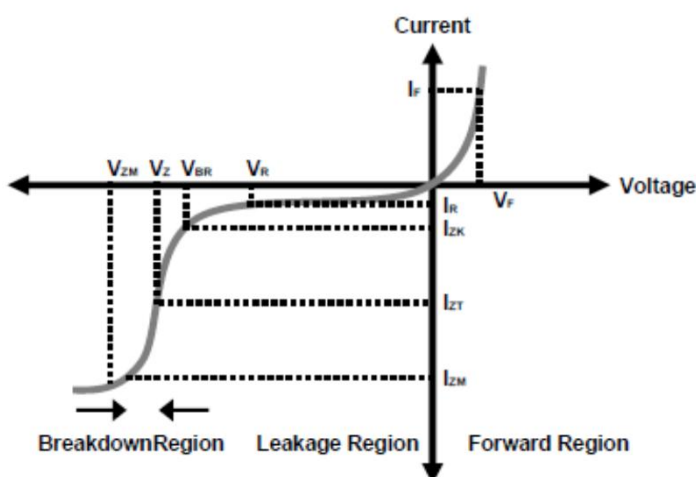 Current
IF
VZM VZ VBR VR
Voltage
IR
VF
IZK
IZT
IZM
BreakdownRegion Leakage Region Forward Region